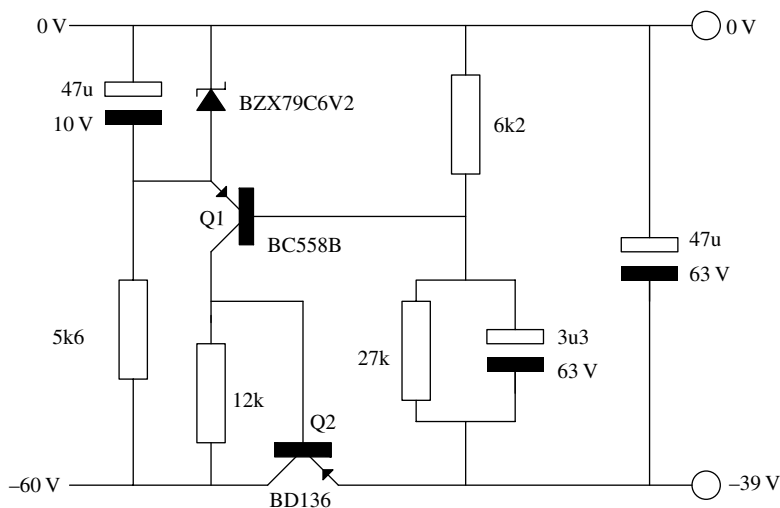 0 V
0 V
47u
10 V
BZX79C6V2
6k2
Q1
BC558B
47u
63 V
5k6
27k
3u3
63 V
12k
Q2
–60 V
BD136
–39 V